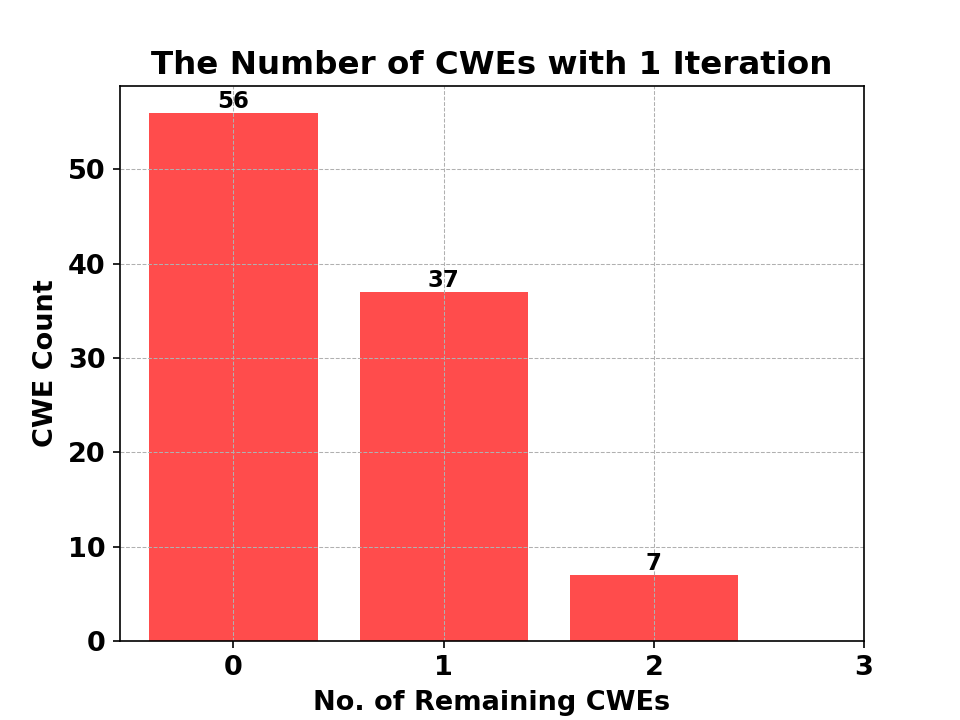 The Number of CWEs with 1 Iteration
56
50
40
37
30
20
10
7
0
CWE Count
0 1 2 3
No. of Remaining CWEs